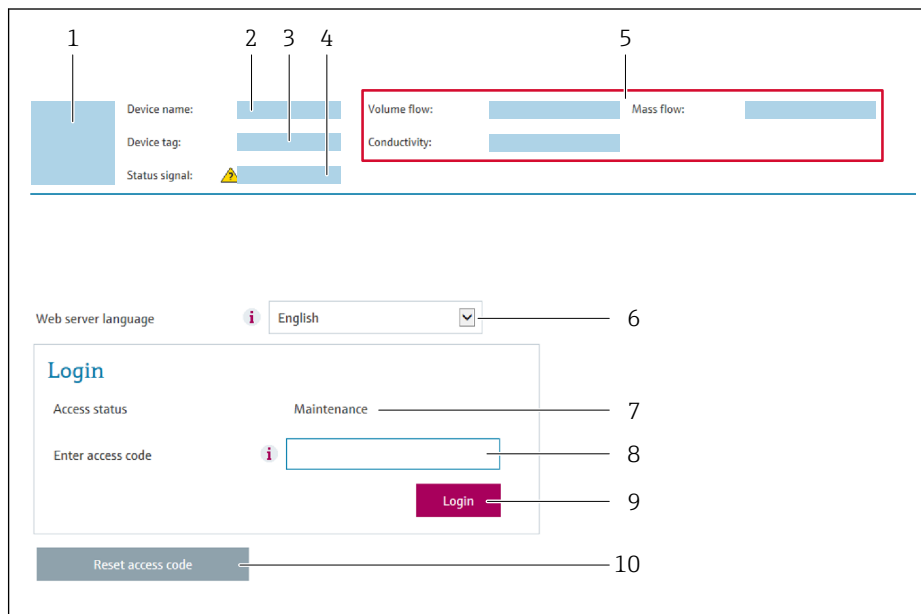 1 2 3 4 5
Device name: Volume flow: Mass flow:
Device tag: Conductivity:
Status signal: ?
Web server language i English 6
Login
Access status Maintenance 7
Enter access code i 8
Login 9
Reset access code 10